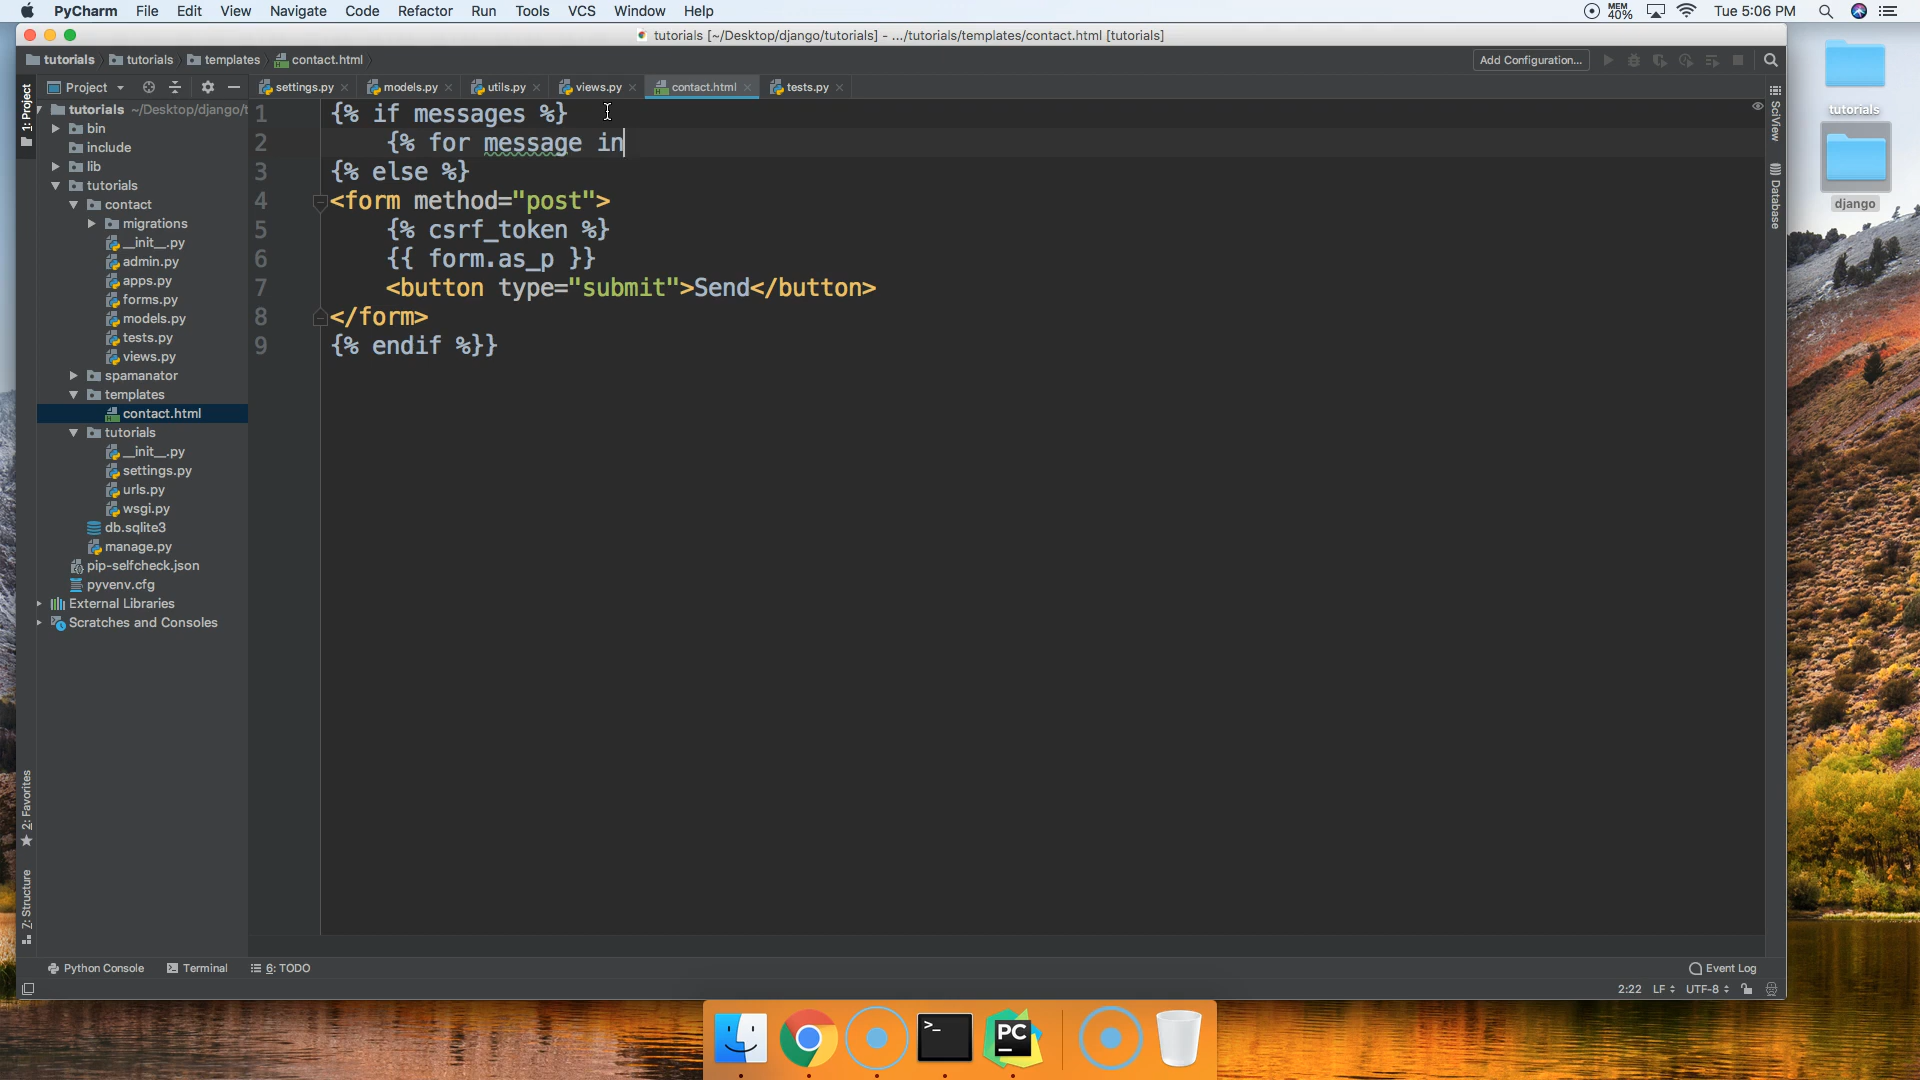 PyCharm File Edit View Navigate Code Refactor Run Tools VCS Window Help MEM 40% Tue 5:06 PM
tutorials [~/Desktop/django/tutorials] - .../tutorials/templates/contact.html [tutorials]
tutorials tutorials templates contact.html Add Configuration...
Project settings.py models.py utils.py views.py contact.html tests.py
1: Project
tutorials ~/Desktop/django/t
bin
include
lib
tutorials
contact
migrations
__init__.py
admin.py
apps.py
forms.py
models.py
tests.py
views.py
spamanator
templates
contact.html
tutorials
__init__.py
settings.py
urls.py
wsgi.py
db.sqlite3
manage.py
pip-selfcheck.json
pyvenv.cfg
External Libraries
Scratches and Consoles
2: Favorites
7: Structure
1 {% if messages %}
2 {% for message in
3 {% else %}
4 <form method="post">
5 {% csrf_token %}
6 {{ form.as_p }}
7 <button type="submit">Send</button>
8 </form>
9 {% endif %}}
SciView
Database
tutorials
django
Python Console Terminal 6: TODO Event Log
2:22 LF UTF-8
>_
PC